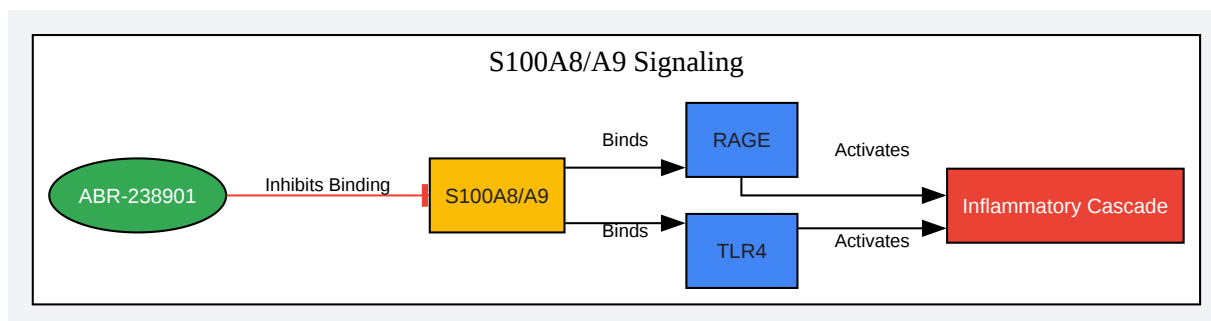 S100A8/A9 Signaling
ABR-238901
Inhibits Binding
S100A8/A9
Binds
RAGE
Activates
Binds
TLR4
Activates
Inflammatory Cascade